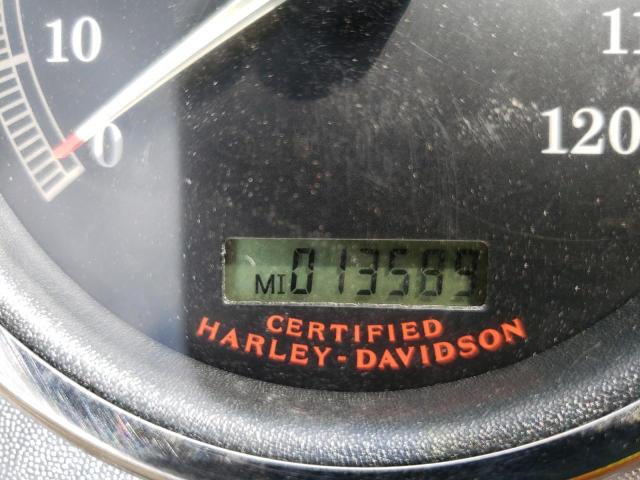 10
0
120
MI 013589
CERTIFIED
HARLEY-DAVIDSON